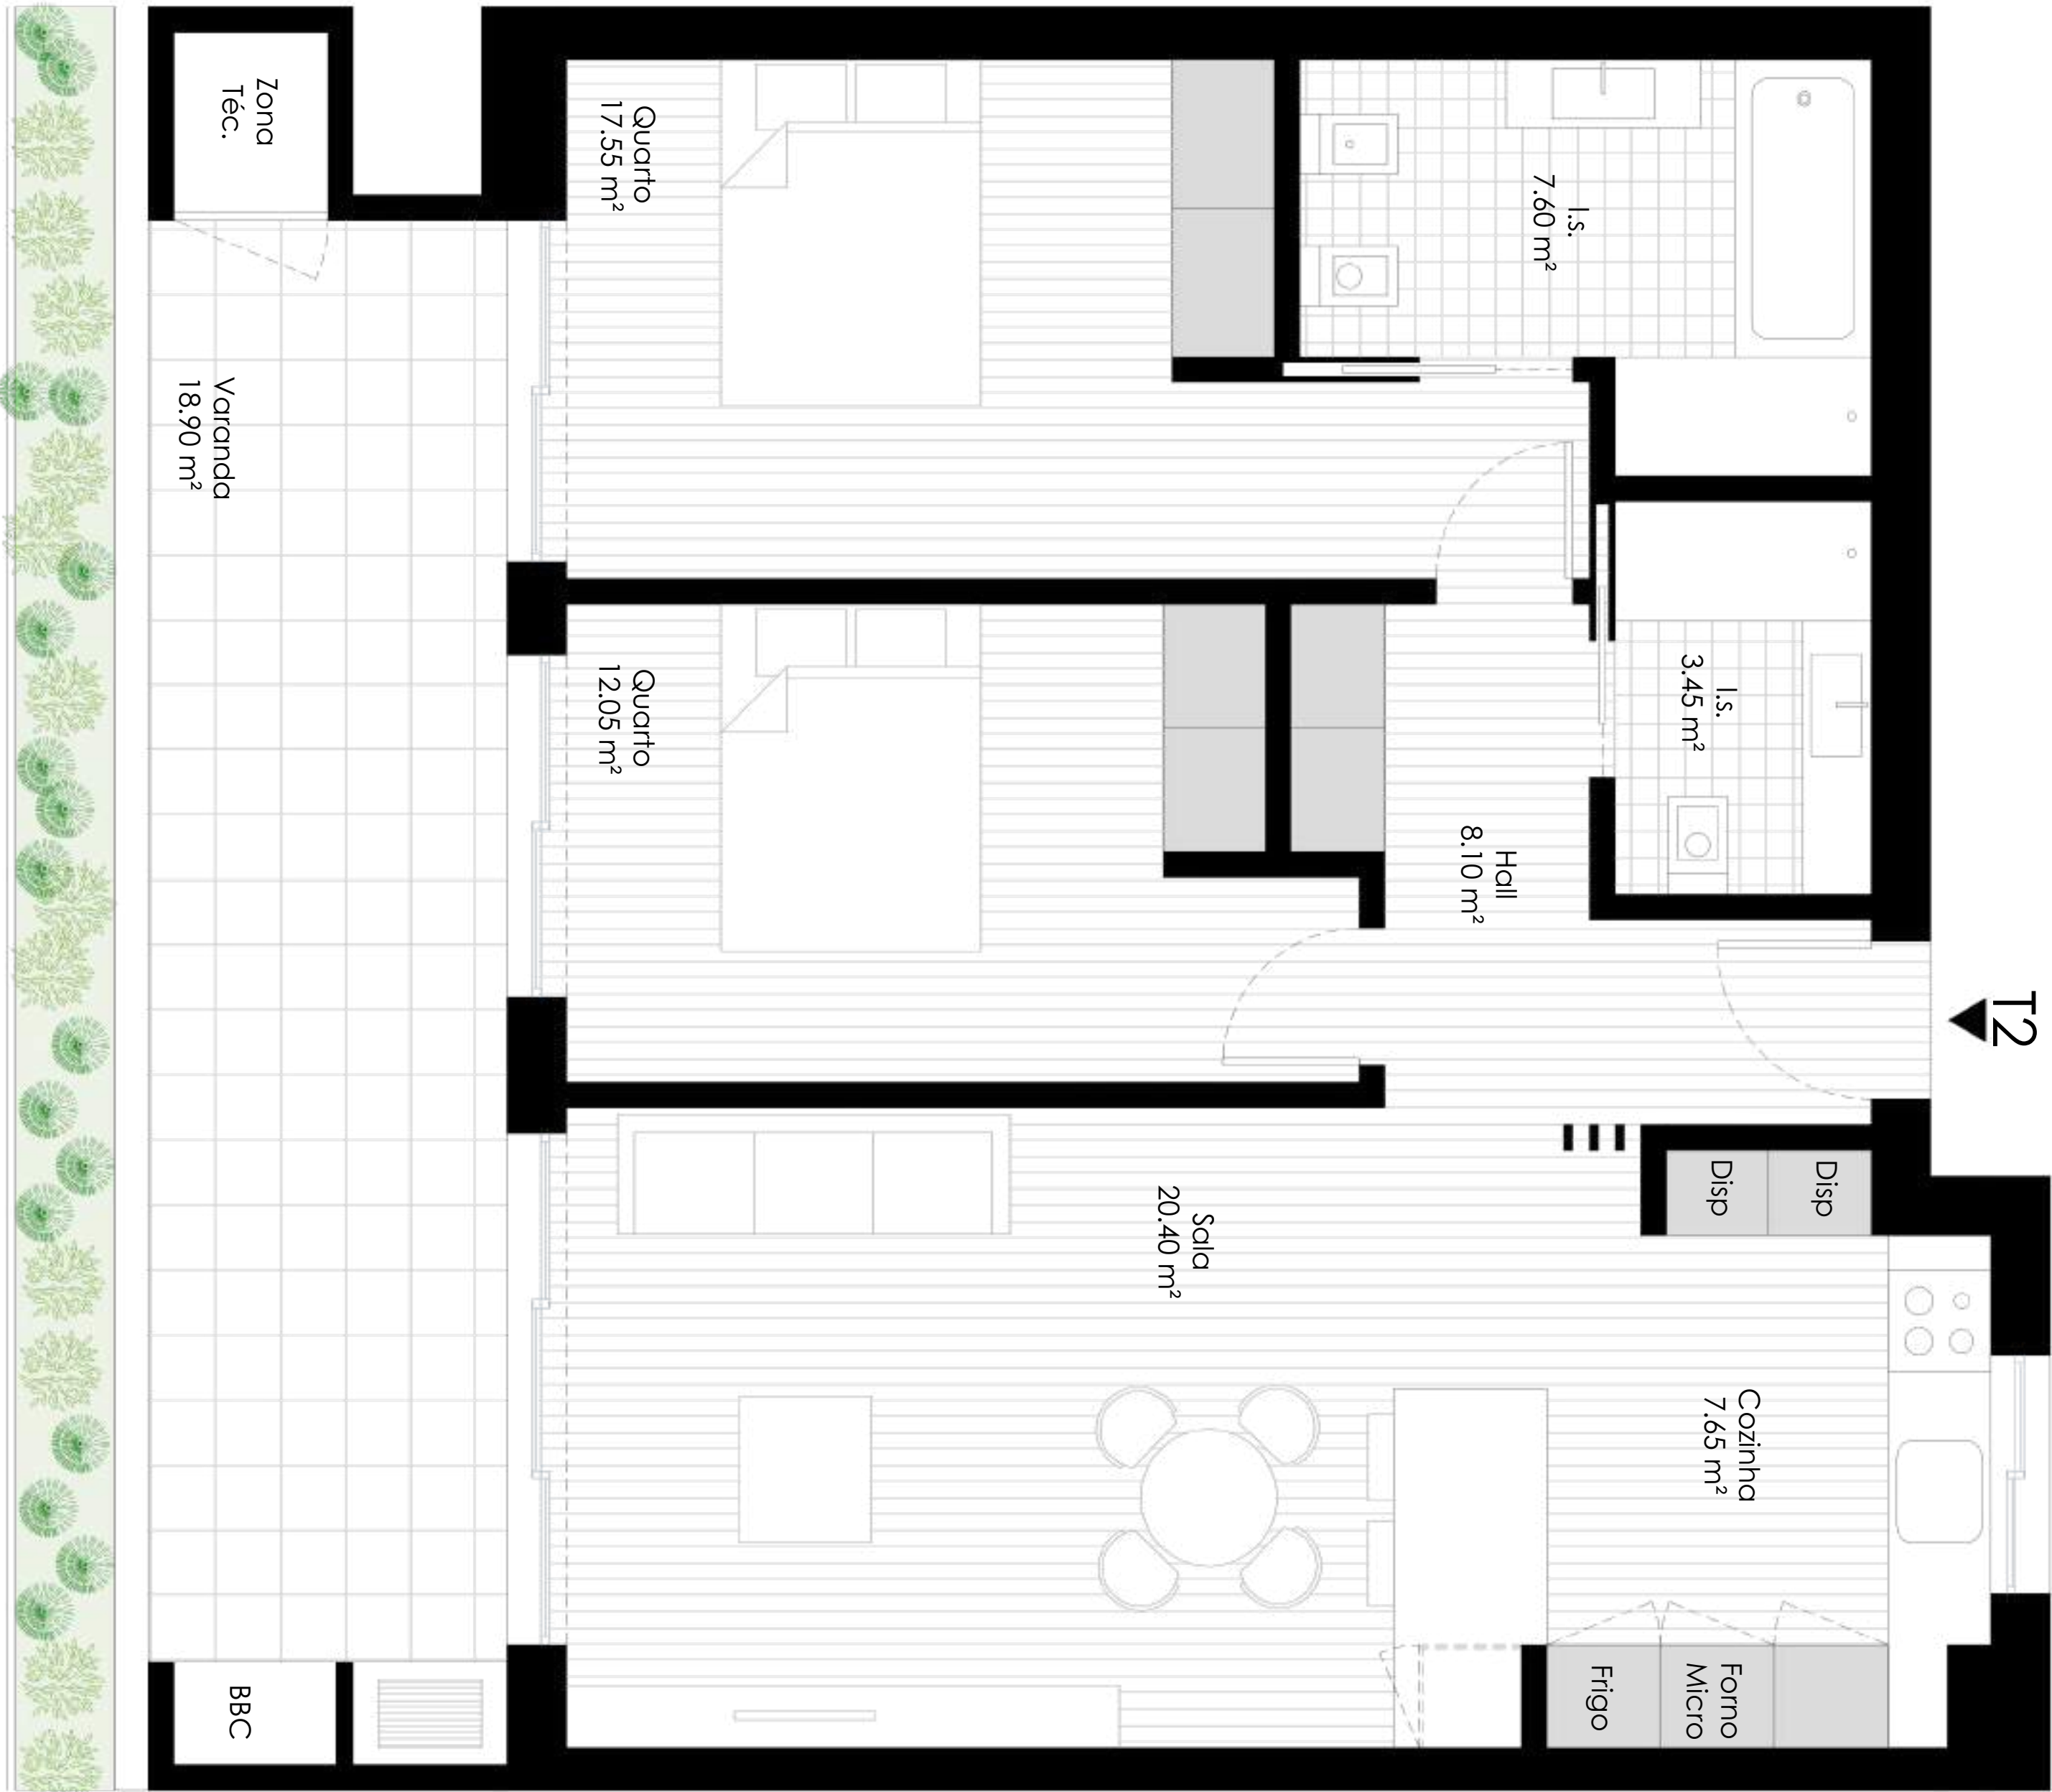 T2
Zona
Téc.
Quarto
17.55 m²
I.s.
7.60 m²
Varanda
18.90 m²
Quarto
12.05 m²
I.s.
3.45 m²
Hall
8.10 m²
Disp
Disp
Sala
20.40 m²
Cozinha
7.65 m²
Forno
Micro
Frigo
BBC